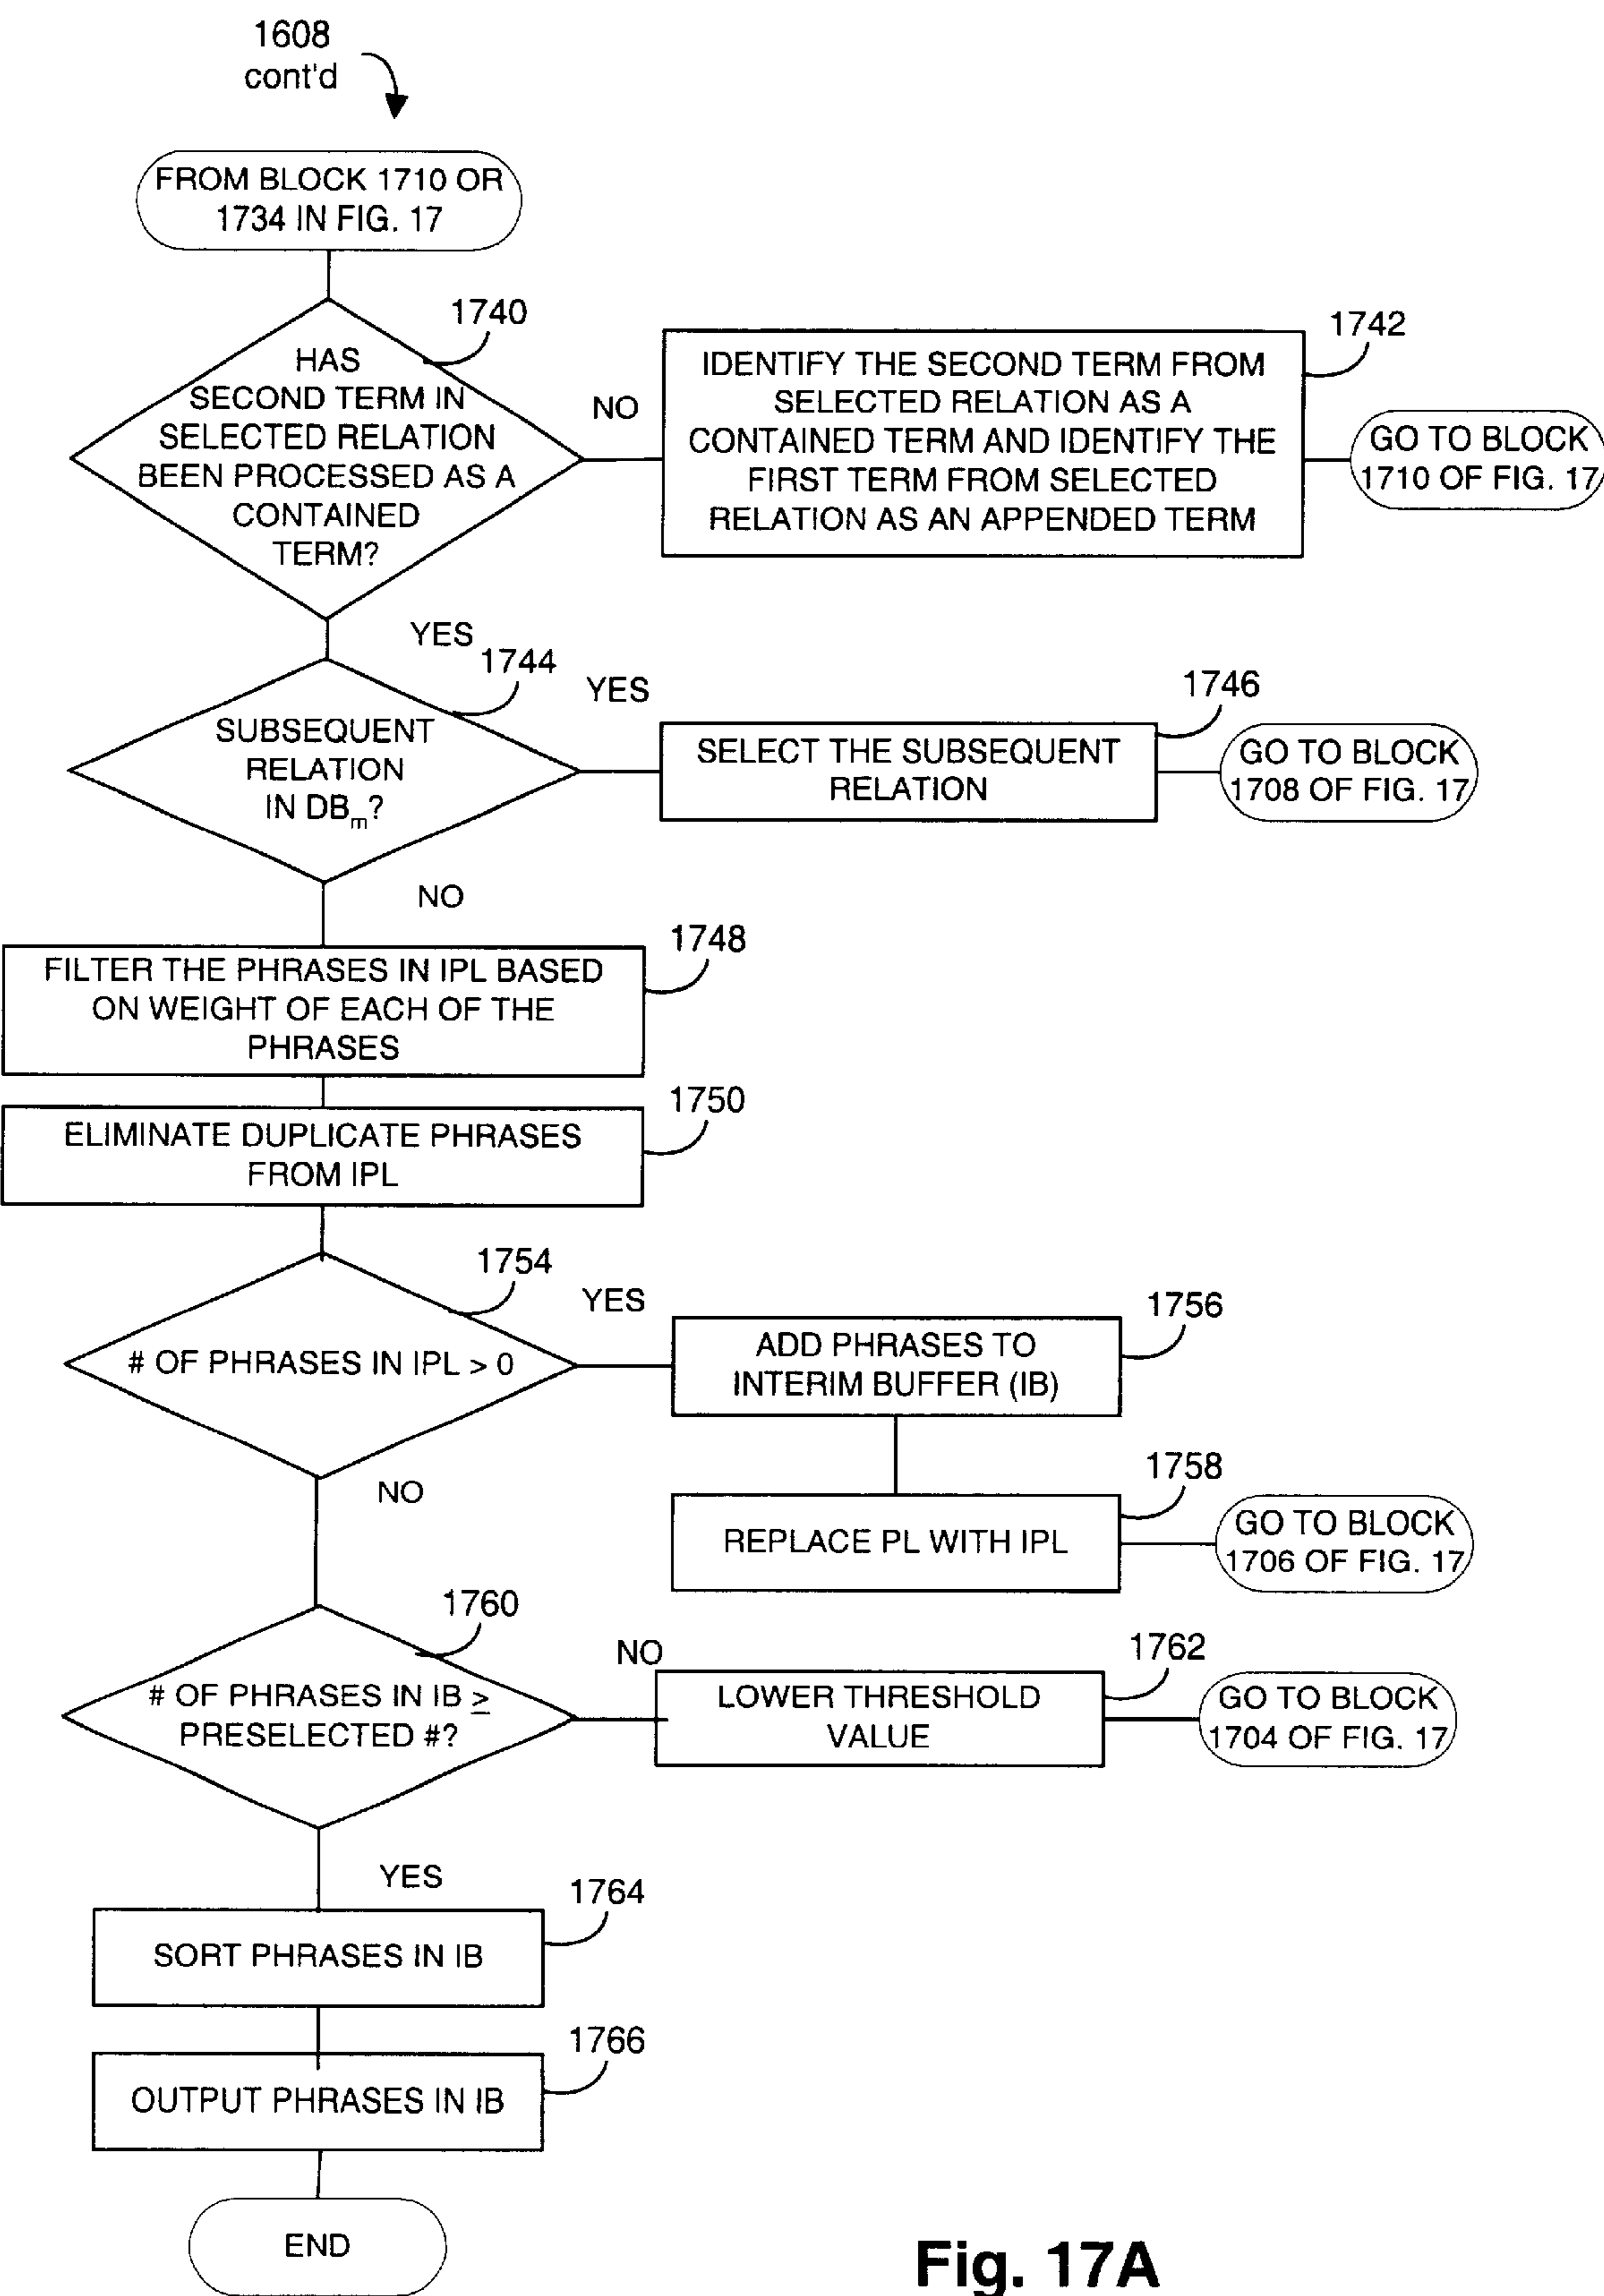 1608
cont'd
FROM BLOCK 1710 OR
1734 IN FIG. 17
1740
HAS
SECOND TERM IN
SELECTED RELATION
BEEN PROCESSED AS A
CONTAINED
TERM?
NO
1742
IDENTIFY THE SECOND TERM FROM
SELECTED RELATION AS A
CONTAINED TERM AND IDENTIFY THE
FIRST TERM FROM SELECTED
RELATION AS AN APPENDED TERM
GO TO BLOCK
1710 OF FIG. 17
YES
1744
SUBSEQUENT
RELATION
IN DBm?
YES
1746
SELECT THE SUBSEQUENT
RELATION
GO TO BLOCK
1708 OF FIG. 17
NO
1748
FILTER THE PHRASES IN IPL BASED
ON WEIGHT OF EACH OF THE
PHRASES
1750
ELIMINATE DUPLICATE PHRASES
FROM IPL
1754
# OF PHRASES IN IPL > 0
YES
1756
ADD PHRASES TO
INTERIM BUFFER (IB)
1758
REPLACE PL WITH IPL
GO TO BLOCK
1706 OF FIG. 17
NO
1760
# OF PHRASES IN IB ≥
PRESELECTED #?
NO
1762
LOWER THRESHOLD
VALUE
GO TO BLOCK
1704 OF FIG. 17
YES
1764
SORT PHRASES IN IB
1766
OUTPUT PHRASES IN IB
END
Fig. 17A